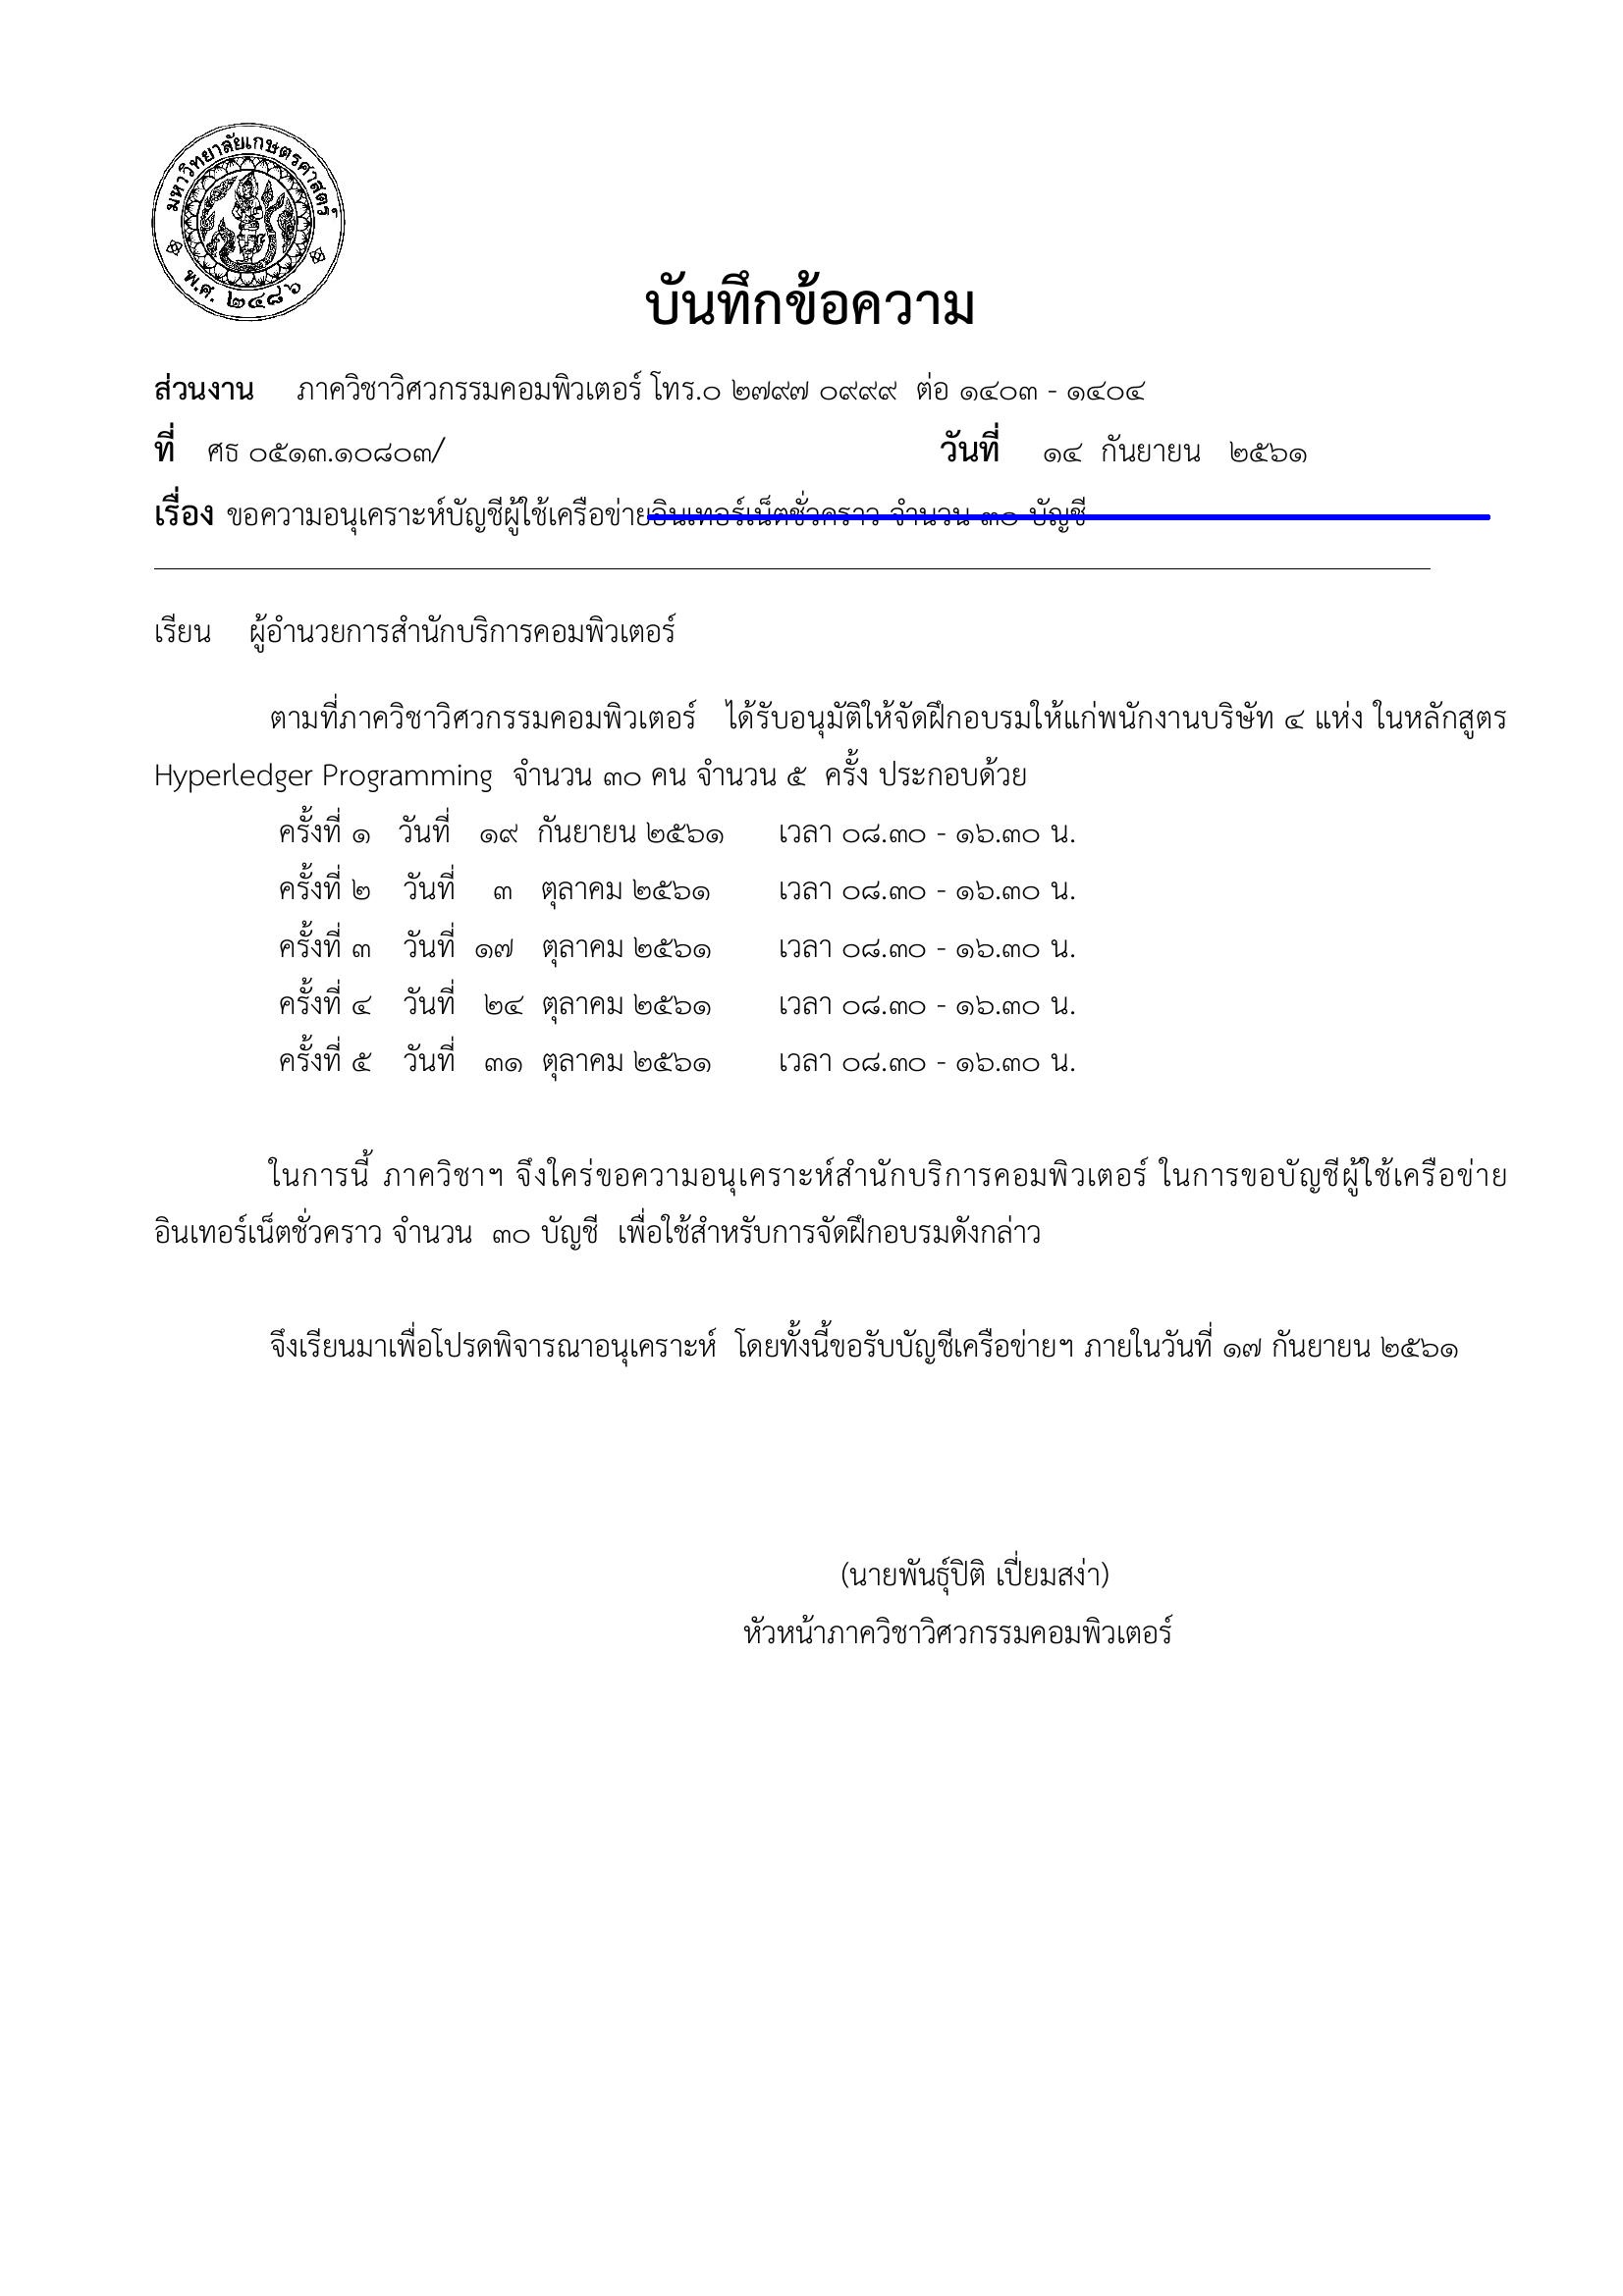 มหาวิทยาลัยเกษตรศาสตร์
พ.ศ. ๒๔๘๖
บันทึกข้อความ
ส่วนงาน ภาควิชาวิศวกรรมคอมพิวเตอร์ โทร.๐ ๒๗๙๗ ๐๙๙๙ ต่อ ๑๔๐๓ - ๑๔๐๔
ที่ ศธ ๐๕๑๓.๑๐๘๐๓/ วันที่ ๑๔ กันยายน ๒๕๖๑
เรื่อง ขอความอนุเคราะห์บัญชีผู้ใช้เครือข่ายอินเทอร์เน็ตชั่วคราว จำนวน ๓๐ บัญชี
เรียน ผู้อำนวยการสำนักบริการคอมพิวเตอร์
ตามที่ภาควิชาวิศวกรรมคอมพิวเตอร์ ได้รับอนุมัติให้จัดฝึกอบรมให้แก่พนักงานบริษัท ๔ แห่ง ในหลักสูตร
Hyperledger Programming จำนวน ๓๐ คน จำนวน ๕ ครั้ง ประกอบด้วย
ครั้งที่ ๑ วันที่ ๑๙ กันยายน ๒๕๖๑ เวลา ๐๘.๓๐ - ๑๖.๓๐ น.
ครั้งที่ ๒ วันที่ ๓ ตุลาคม ๒๕๖๑ เวลา ๐๘.๓๐ - ๑๖.๓๐ น.
ครั้งที่ ๓ วันที่ ๑๗ ตุลาคม ๒๕๖๑ เวลา ๐๘.๓๐ - ๑๖.๓๐ น.
ครั้งที่ ๔ วันที่ ๒๔ ตุลาคม ๒๕๖๑ เวลา ๐๘.๓๐ - ๑๖.๓๐ น.
ครั้งที่ ๕ วันที่ ๓๑ ตุลาคม ๒๕๖๑ เวลา ๐๘.๓๐ - ๑๖.๓๐ น.
ในการนี้ ภาควิชาฯ จึงใคร่ขอความอนุเคราะห์สำนักบริการคอมพิวเตอร์ ในการขอบัญชีผู้ใช้เครือข่าย
อินเทอร์เน็ตชั่วคราว จำนวน ๓๐ บัญชี เพื่อใช้สำหรับการจัดฝึกอบรมดังกล่าว
จึงเรียนมาเพื่อโปรดพิจารณาอนุเคราะห์ โดยทั้งนี้ขอรับบัญชีเครือข่ายฯ ภายในวันที่ ๑๗ กันยายน ๒๕๖๑
(นายพันธุ์ปิติ เปี่ยมสง่า)
หัวหน้าภาควิชาวิศวกรรมคอมพิวเตอร์